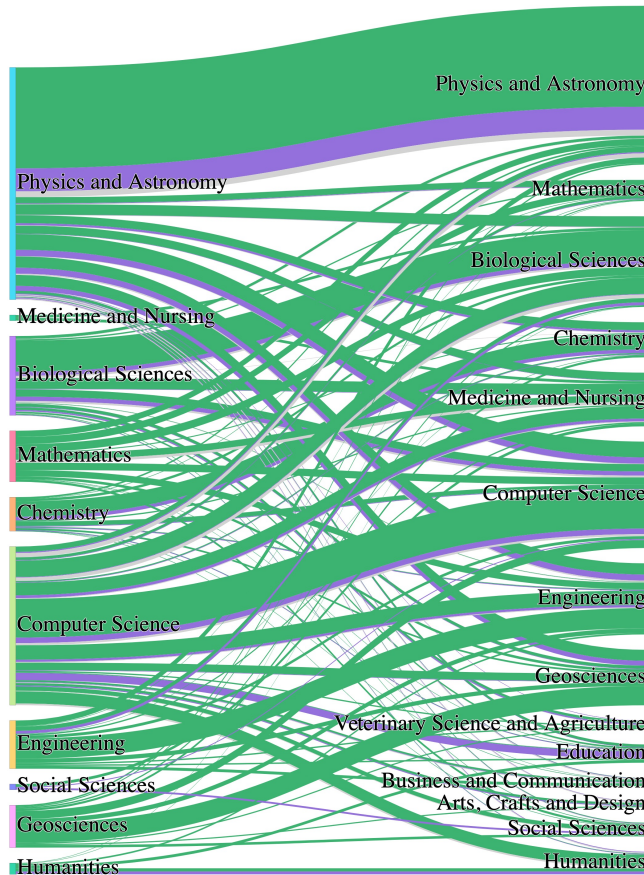 Physics and Astronomy
Medicine and Nursing
Biological Sciences
Mathematics
Chemistry
Computer Science
Engineering
Social Sciences
Geosciences
Humanities
Physics and Astronomy
Mathematics
Biological Sciences
Chemistry
Medicine and Nursing
Computer Science
Engineering
Geosciences
Veterinary Science and Agriculture
Education
Business and Communication
Arts, Crafts and Design
Social Sciences
Humanities